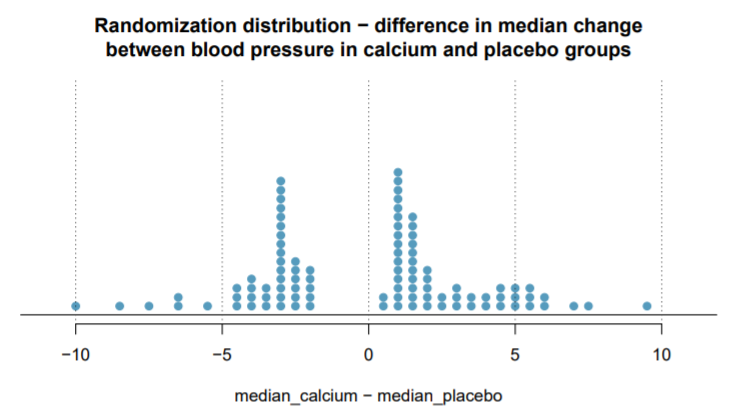 Randomization distribution − difference in median change
between blood pressure in calcium and placebo groups
−10 −5 0 5 10
median_calcium − median_placebo